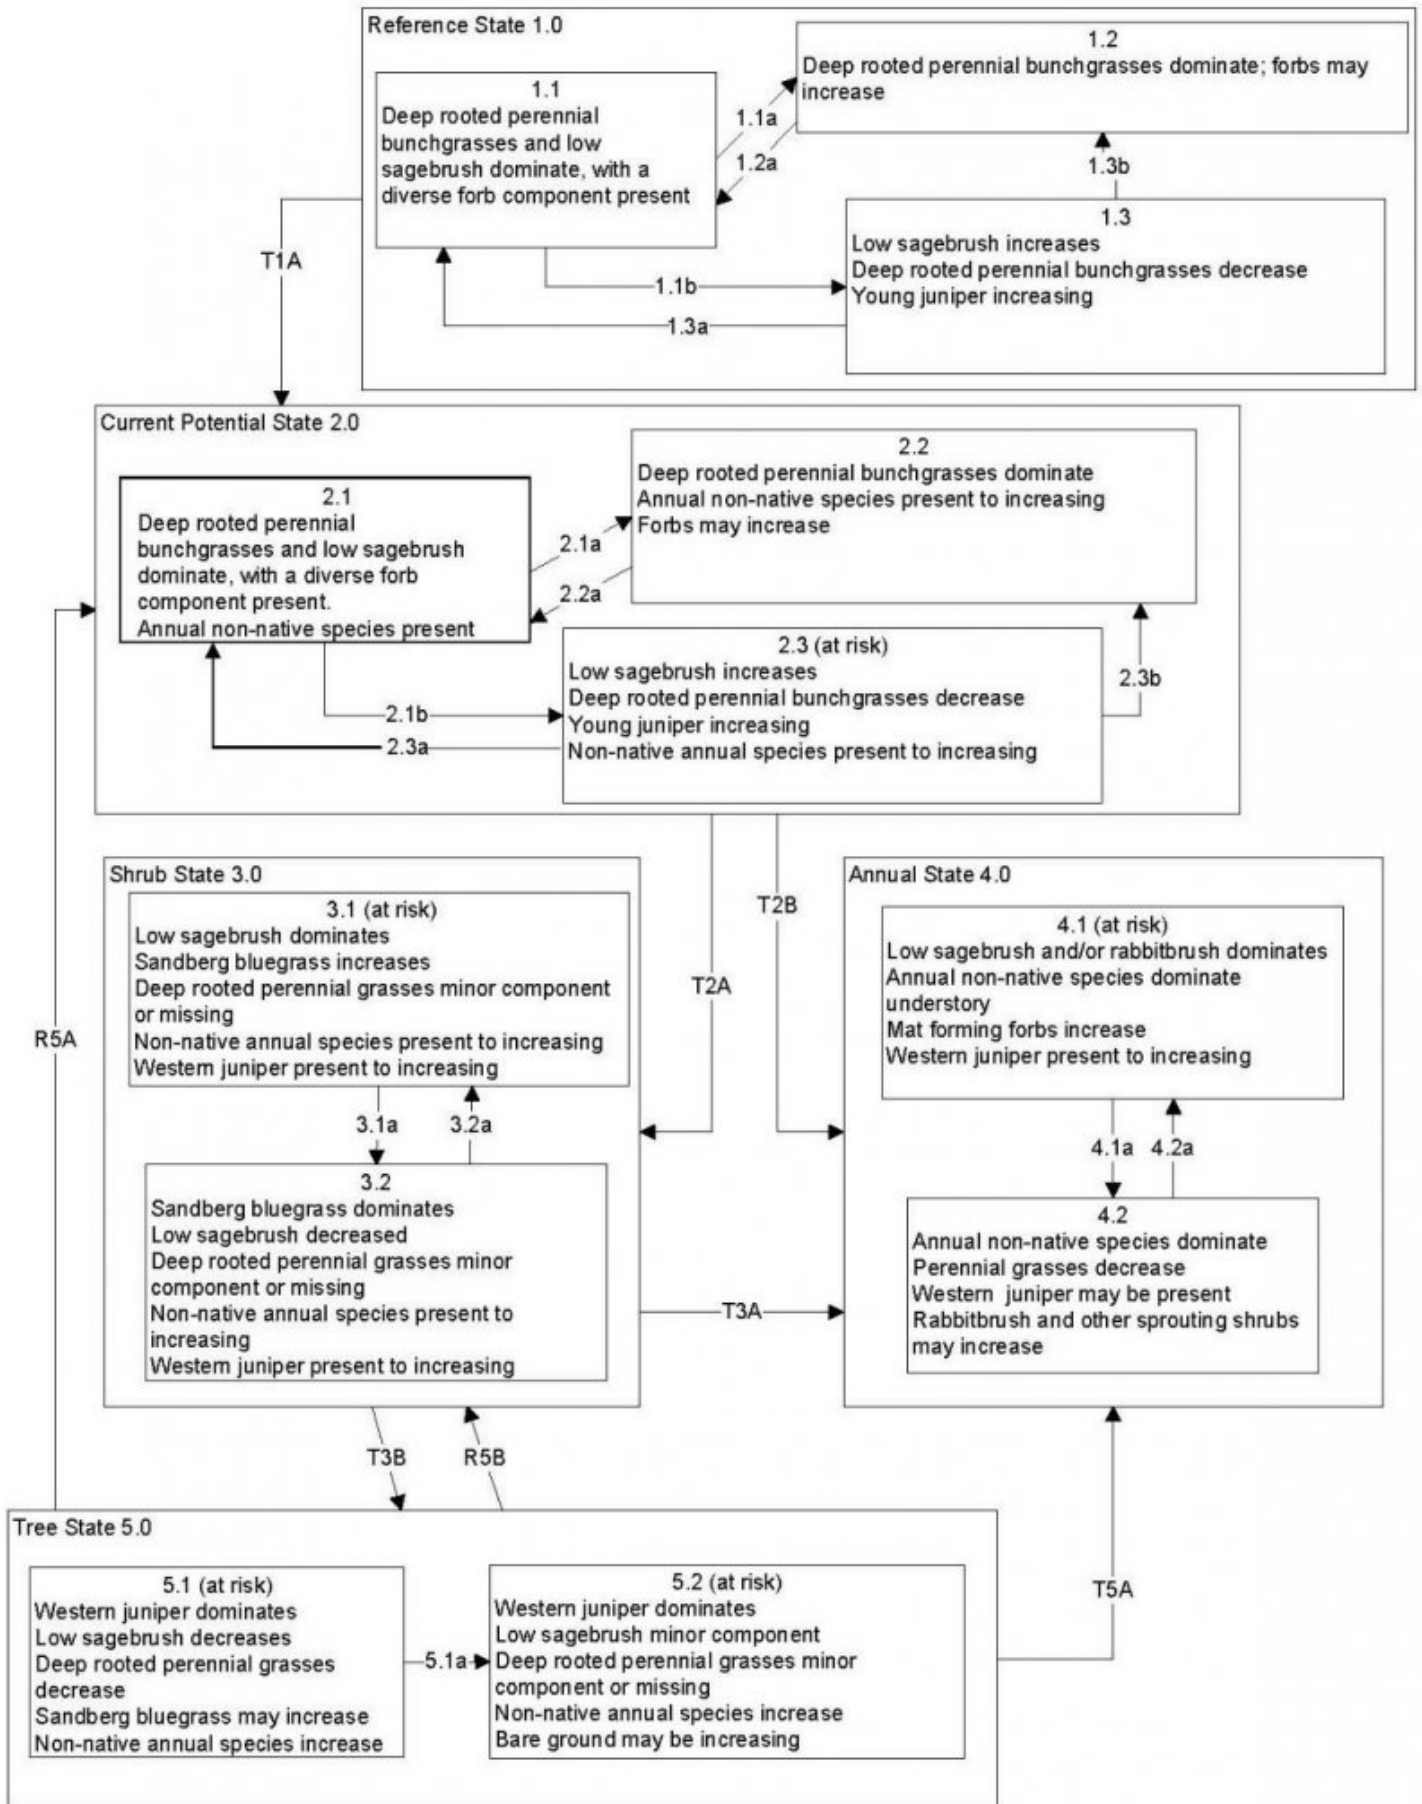 Reference State 1.0
1.1
Deep rooted perennial
bunchgrasses and low
sagebrush dominate, with a
diverse forb component present
1.1a
1.2a
1.2
Deep rooted perennial bunchgrasses dominate; forbs may
increase
1.3b
1.3
Low sagebrush increases
Deep rooted perennial bunchgrasses decrease
Young juniper increasing
1.1b
1.3a
T1A
Current Potential State 2.0
2.1
Deep rooted perennial
bunchgrasses and low sagebrush
dominate, with a diverse forb
component present.
Annual non-native species present
2.1a
2.2a
2.2
Deep rooted perennial bunchgrasses dominate
Annual non-native species present to increasing
Forbs may increase
2.3 (at risk)
Low sagebrush increases
Deep rooted perennial bunchgrasses decrease
Young juniper increasing
Non-native annual species present to increasing
2.3b
2.1b
2.3a
Shrub State 3.0
3.1 (at risk)
Low sagebrush dominates
Sandberg bluegrass increases
Deep rooted perennial grasses minor component
or missing
Non-native annual species present to increasing
Western juniper present to increasing
3.1a
3.2a
3.2
Sandberg bluegrass dominates
Low sagebrush decreased
Deep rooted perennial grasses minor
component or missing
Non-native annual species present to
increasing
Western juniper present to increasing
T2A
T2B
Annual State 4.0
4.1 (at risk)
Low sagebrush and/or rabbitbrush dominates
Annual non-native species dominate
understory
Mat forming forbs increase
Western juniper present to increasing
4.1a
4.2a
4.2
Annual non-native species dominate
Perennial grasses decrease
Western juniper may be present
Rabbitbrush and other sprouting shrubs
may increase
R5A
T3A
T3B
R5B
Tree State 5.0
5.1 (at risk)
Western juniper dominates
Low sagebrush decreases
Deep rooted perennial grasses
decrease
Sandberg bluegrass may increase
Non-native annual species increase
5.1a
5.2 (at risk)
Western juniper dominates
Low sagebrush minor component
Deep rooted perennial grasses minor
component or missing
Non-native annual species increase
Bare ground may be increasing
T5A